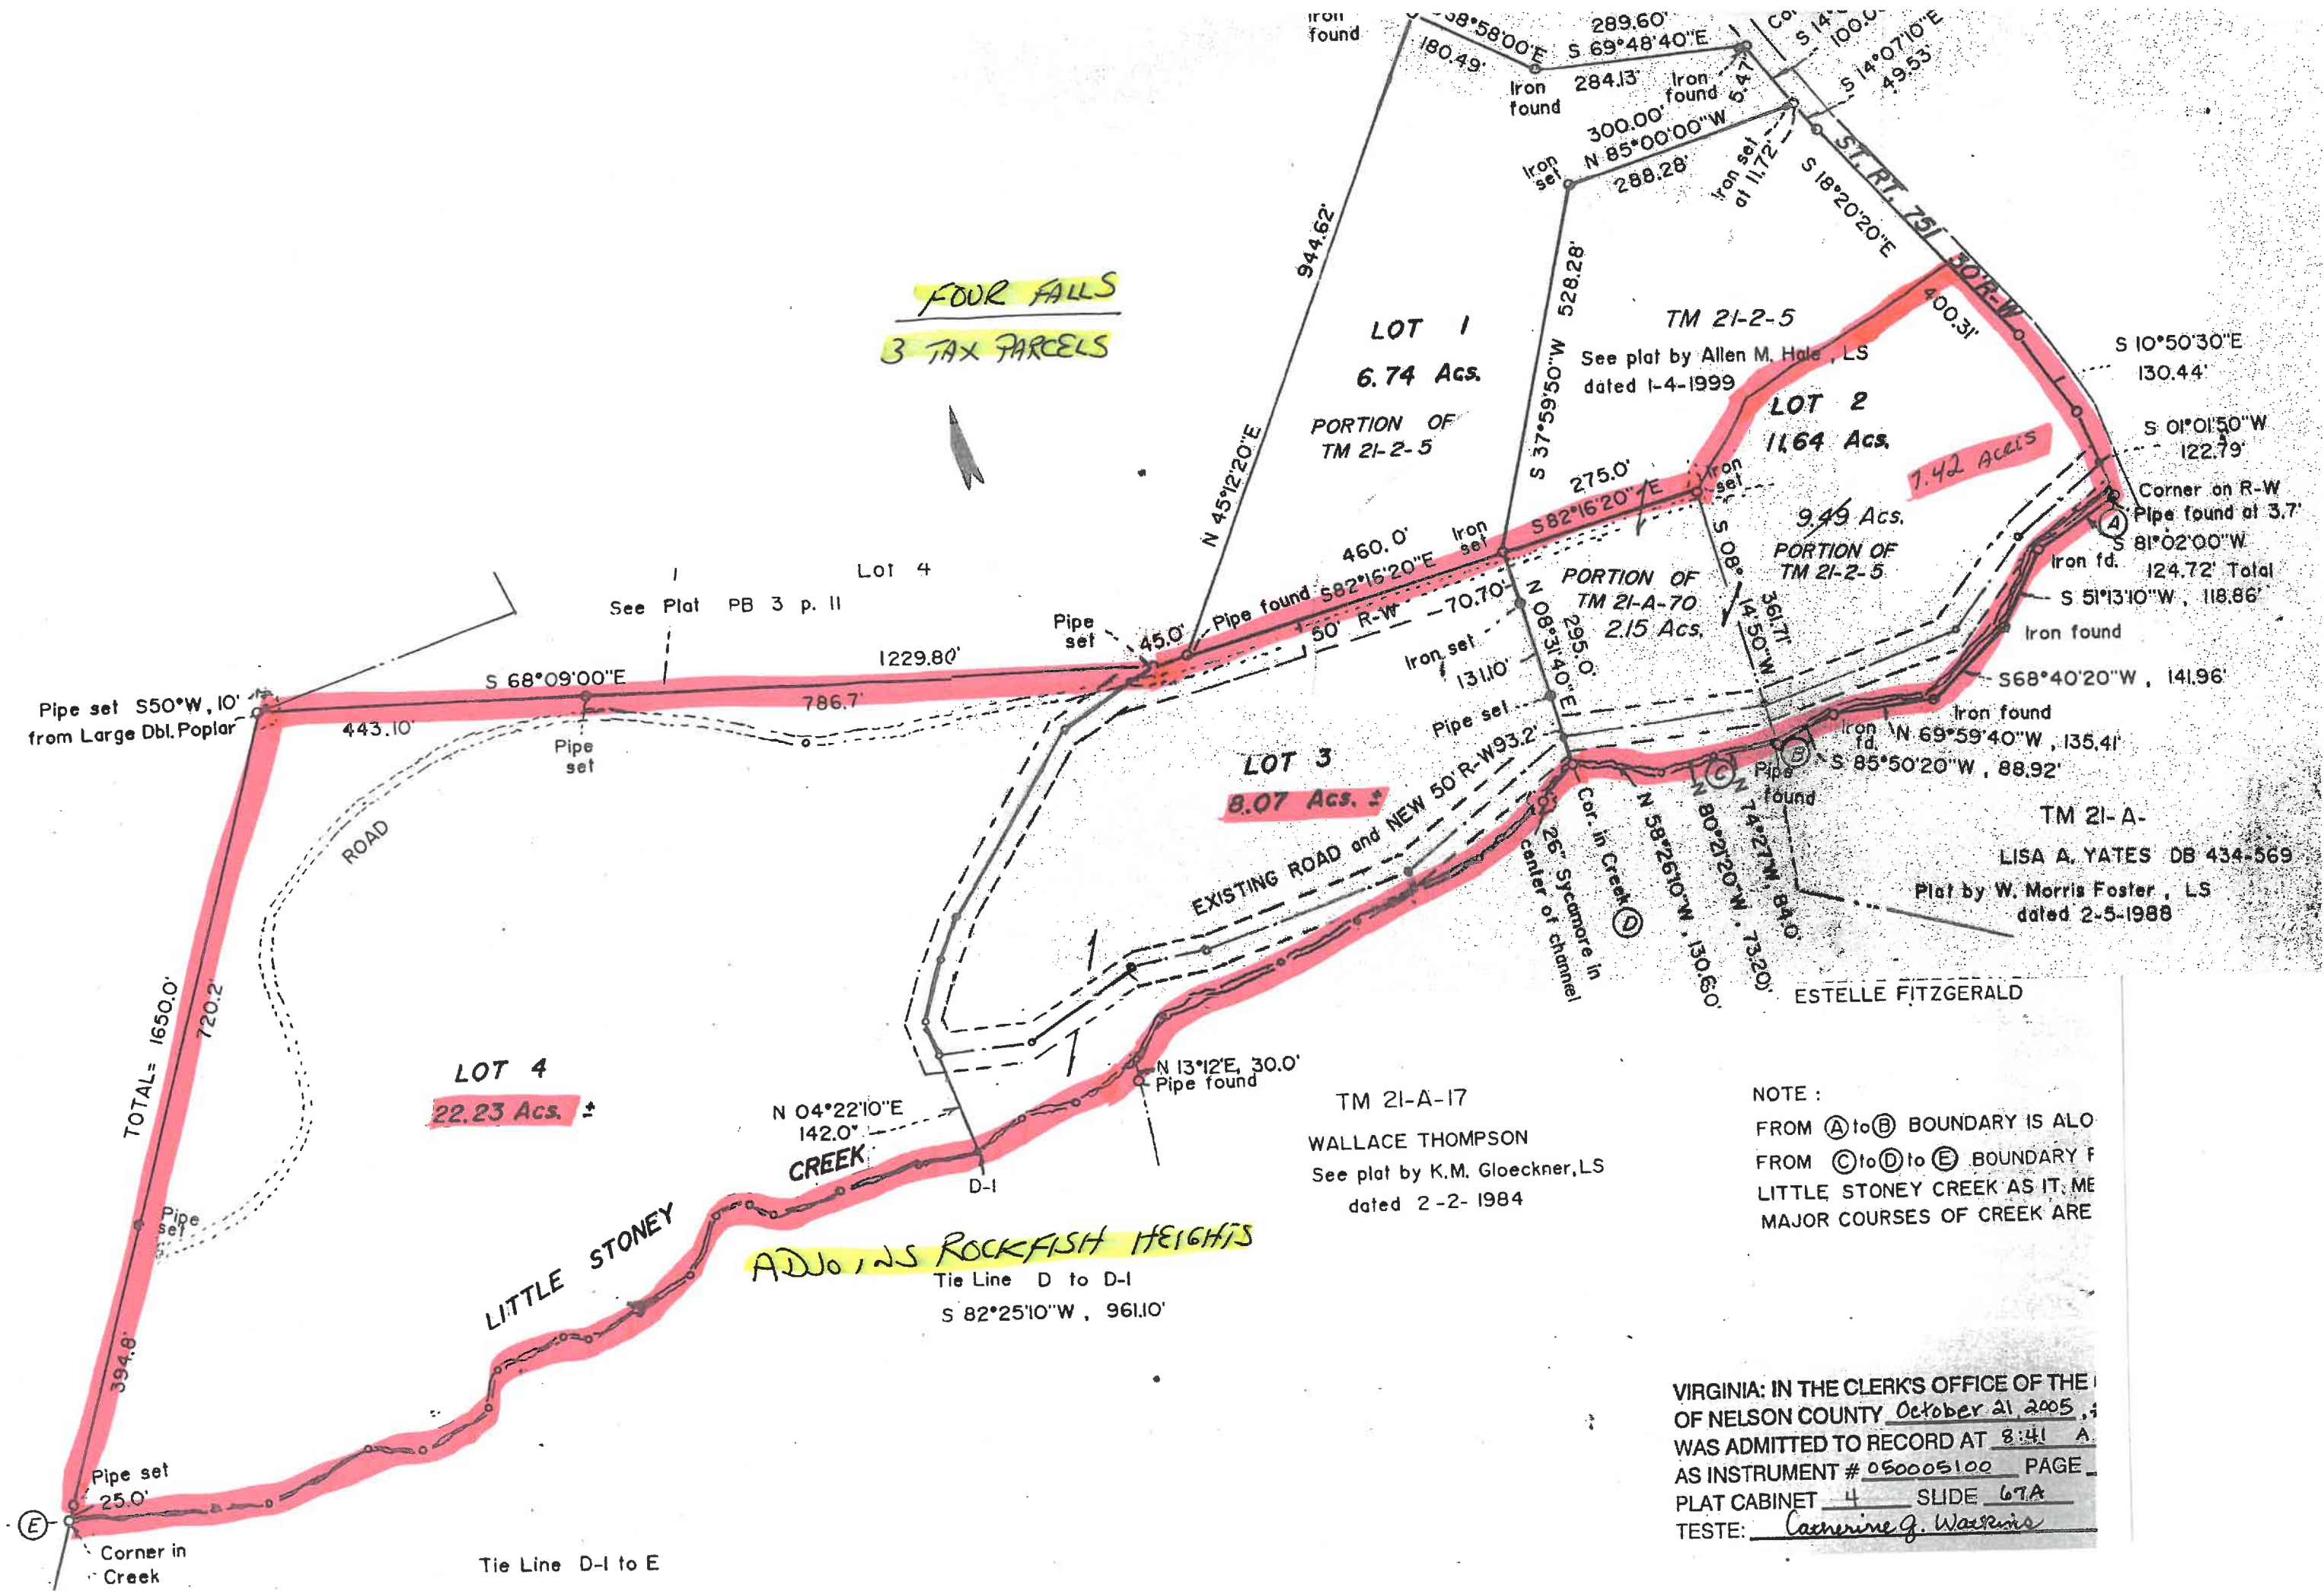 Iron
found
180.49'
58'00"E
289.60'
S 69°48'40"E
284.13'
Iron
found
Iron
found
5.47'
S 14°07'10"E
49.53'
300.00'
N 85°00'00"W
288.28'
Iron
set
Iron set
at 11.72'
ST. RT. 751
30' R-W
S 18°20'20"E
400.31'
S 10°50'30"E
130.44'
S 01°01'50"W
122.79'
Corner on R-W
Pipe found at 3.7'
A
S 81°02'00"W
124.72' Total
Iron fd.
S 51°13'10"W, 118.86'
Iron found
S68°40'20"W, 141.96'
Iron found
N 69°59'40"W, 135.41'
Iron
fd.
B
S 85°50'20"W, 88.92'
Pipe
found
C
FOUR FALLS
3 TAX PARCELS
944.62'
N 45°12'20"E
LOT 1
6.74 Acs.
PORTION OF
TM 21-2-5
S 37°59'50"W 528.28'
TM 21-2-5
See plat by Allen M. Hale, LS
dated 1-4-1999
LOT 2
11.64 Acs.
7.42 ACRES
9.49 Acs.
PORTION OF
TM 21-2-5
275.0'
S82°16'20"E
Iron
set
PORTION OF
TM 21-A-70
2.15 Acs.
361.71'
S 08°14'50"W
460.0'
S82°16'20"E
Iron
set
Pipe found
50' R-W
70.70'
N 08°31'40"E
295.0'
Iron set
131.10'
Pipe set
93.2'
Lot 4
See Plat PB 3 p. 11
Pipe
set
45.0'
S 68°09'00"E
1229.80'
443.10'
786.7'
Pipe set S50°W, 10'
from Large Dbl. Poplar
Pipe
set
ROAD
LOT 3
8.07 Acs. ±
EXISTING ROAD and NEW 50' R-W
Cor. in Creek D
26" Sycamore in
center of channel
N 58°26'10"W, 130.60'
N 80°21'20"W, 73.20'
N 74°27'W, 84.0'
TM 21-A-
LISA A. YATES DB 434-569
Plat by W. Morris Foster, LS
dated 2-5-1988
ESTELLE FITZGERALD
TOTAL= 1650.0'
720.2'
LOT 4
22.23 Acs. ±
N 04°22'10"E
142.0'
N 13°12'E, 30.0'
Pipe found
D-1
LITTLE STONEY CREEK
Pipe
set
394.8'
TM 21-A-17
WALLACE THOMPSON
See plat by K.M. Gloeckner, LS
dated 2-2-1984
ADJOINS ROCKFISH HEIGHTS
Tie Line D to D-1
S 82°25'10"W, 961.10'
NOTE :
FROM A to B BOUNDARY IS ALO
FROM C to D to E BOUNDARY F
LITTLE STONEY CREEK AS IT ME
MAJOR COURSES OF CREEK ARE
VIRGINIA: IN THE CLERK'S OFFICE OF THE
OF NELSON COUNTY October 21, 2005,
WAS ADMITTED TO RECORD AT 8:41 A
AS INSTRUMENT # 050005100 PAGE
PLAT CABINET 4 SLIDE 67A
TESTE: Catherine J. Watkins
Pipe set
25.0'
E
Corner in
Creek
Tie Line D-1 to E